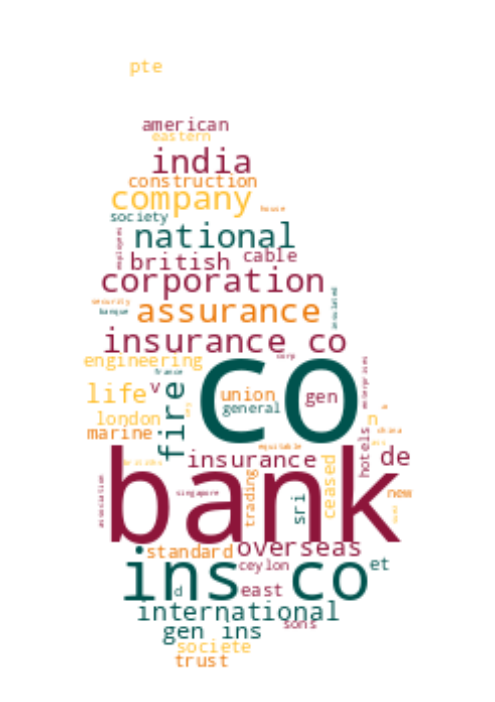 pte
american
eastern
india
construction
company
house
society
national
employees
british
cable
corporation
security
banque
assurance
insulated
insurance co
corp
engineering
france
co
enterprises
life
v
fire
union
gen
general
london
n
marine
china
equitable
hotels
de
insurance
bank
association
singapore
trading
sri
ceased
new
standard
overseas
ins co
ceylon
et
d
east
international
sons
gen ins
societe
trust